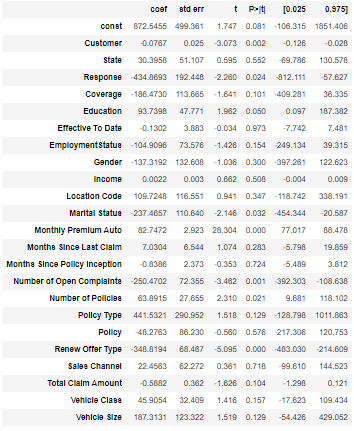 coef std err t P>|t| [0.025 0.975]
const 872.5455 499.361 1.747 0.081 -106.315 1851.406
Customer -0.0767 0.025 -3.073 0.002 -0.126 -0.028
State 30.3958 51.107 0.595 0.552 -69.786 130.578
Response -434.8693 192.448 -2.260 0.024 -812.111 -57.627
Coverage -186.4730 113.665 -1.641 0.101 -409.281 36.335
Education 93.7398 47.771 1.962 0.050 0.097 187.382
Effective To Date -0.1302 3.883 -0.034 0.973 -7.742 7.481
EmploymentStatus -104.9096 73.576 -1.426 0.154 -249.134 39.315
Gender -137.3192 132.608 -1.036 0.300 -397.261 122.623
Income 0.0022 0.003 0.662 0.508 -0.004 0.009
Location Code 109.7248 116.551 0.941 0.347 -118.742 338.191
Marital Status -237.4657 110.640 -2.146 0.032 -454.344 -20.587
Monthly Premium Auto 82.7472 2.923 28.304 0.000 77.017 88.478
Months Since Last Claim 7.0304 6.544 1.074 0.283 -5.798 19.859
Months Since Policy Inception -0.8386 2.373 -0.353 0.724 -5.489 3.812
Number of Open Complaints -250.4702 72.355 -3.462 0.001 -392.303 -108.638
Number of Policies 63.8915 27.655 2.310 0.021 9.681 118.102
Policy Type 441.5321 290.952 1.518 0.129 -128.798 1011.863
Policy -48.2763 86.230 -0.560 0.576 -217.306 120.753
Renew Offer Type -348.8194 68.467 -5.095 0.000 -483.030 -214.609
Sales Channel 22.4563 62.272 0.361 0.718 -99.610 144.523
Total Claim Amount -0.5882 0.362 -1.626 0.104 -1.298 0.121
Vehicle Class 45.9054 32.409 1.416 0.157 -17.623 109.434
Vehicle Size 187.3131 123.322 1.519 0.129 -54.426 429.052